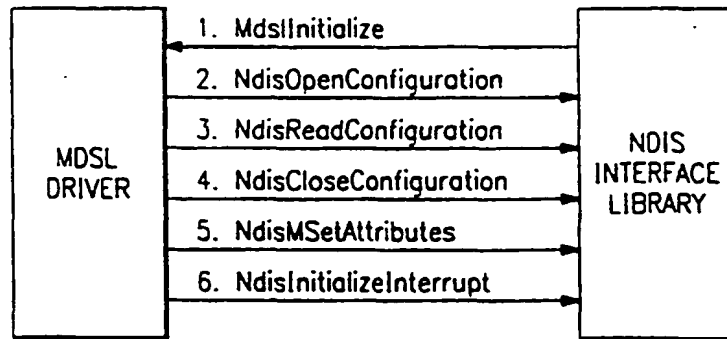 1. MdslInitialize
2. NdisOpenConfiguration
3. NdisReadConfiguration
4. NdisCloseConfiguration
5. NdisMSetAttributes
6. NdisInitializeInterrupt
MDSL
DRIVER
NDIS
INTERFACE
LIBRARY